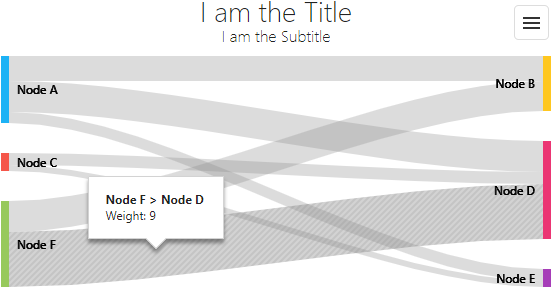 I am the Title
I am the Subtitle
Node A
Node B
Node C
Node F > Node D
Weight: 9
Node D
Node F
Node E